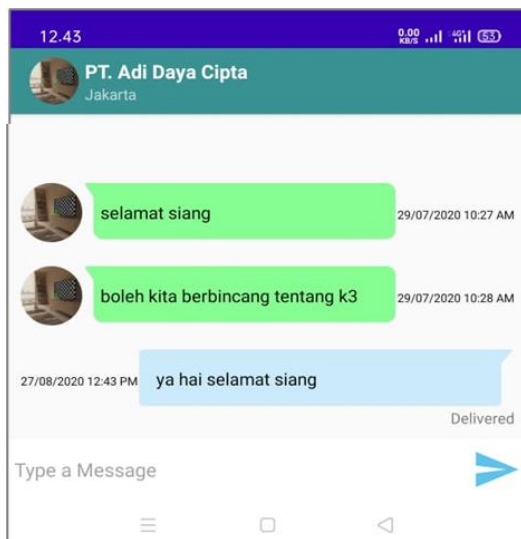 12.43
0.00 KB/S 4G 53
PT. Adi Daya Cipta
Jakarta
selamat siang
29/07/2020 10:27 AM
boleh kita berbincang tentang k3
29/07/2020 10:28 AM
27/08/2020 12:43 PM
ya hai selamat siang
Delivered
Type a Message